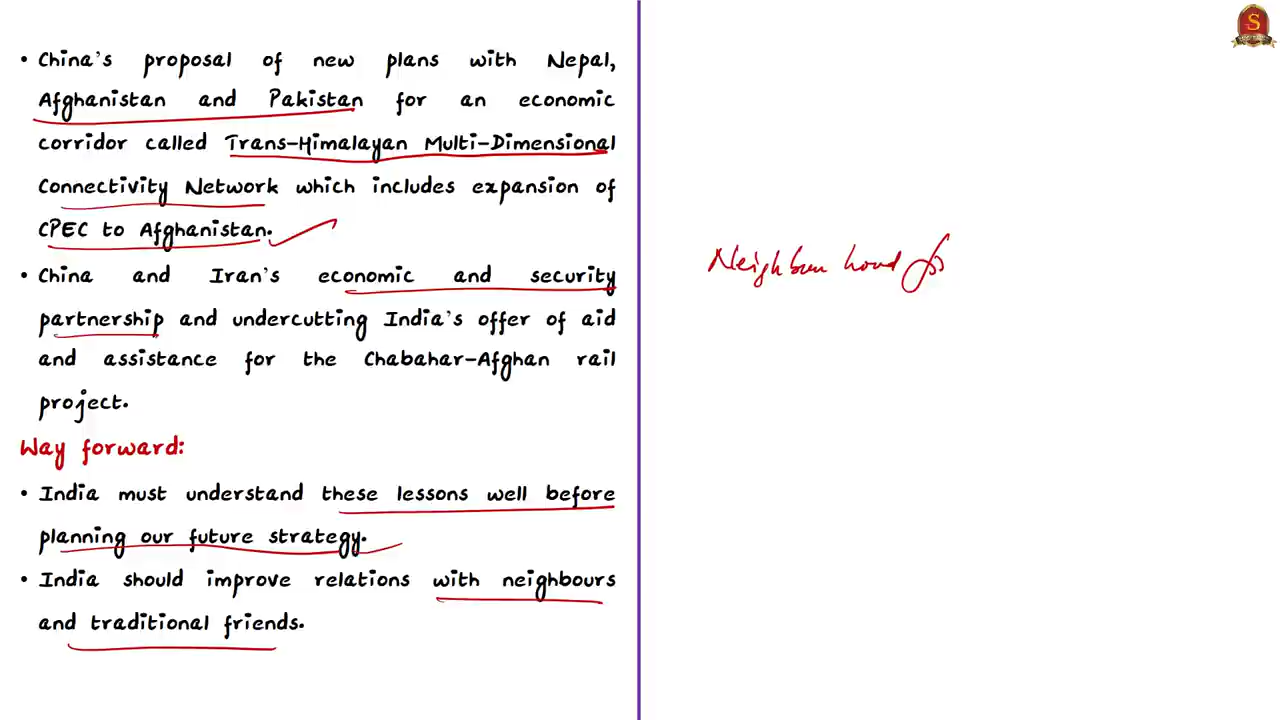 • China's proposal of new plans with Nepal,
Afghanistan and Pakistan for an economic
corridor called Trans-Himalayan Multi-Dimensional
Connectivity Network which includes expansion of
CPEC to Afghanistan.
• China and Iran's economic and security
partnership and undercutting India's offer of aid
and assistance for the Chabahar-Afghan rail
project.
Way forward:
• India must understand these lessons well before
planning our future strategy.
• India should improve relations with neighbours
and traditional friends.
S
Neighbour hood